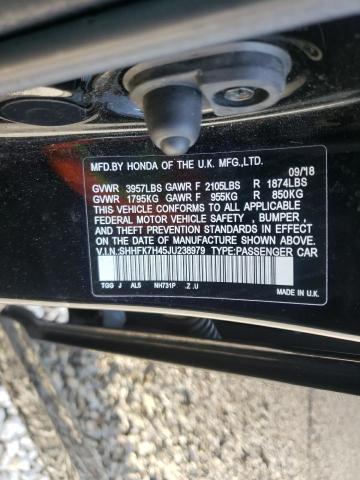 MFD.BY HONDA OF THE U.K.MFG.,LTD.
09/18
GVWR 3957LBS GAWR F 2105LBS R 1874LBS
GVWR 1795KG GAWR F 955KG R 850KG
THIS VEHICLE CONFORMS TO ALL APPLICABLE
FEDERAL MOTOR VEHICLE SAFETY , BUMPER ,
AND THEFT PREVENTION STANDARDS IN EFFECT
ON THE DATE OF MANUFACTURE SHOWN ABOVE.
V.I.N.:SHHFK7H45JU238979 TYPE:PASSENGER CAR
TGG J AL5 NH731P .Z .U
MADE IN U.K.